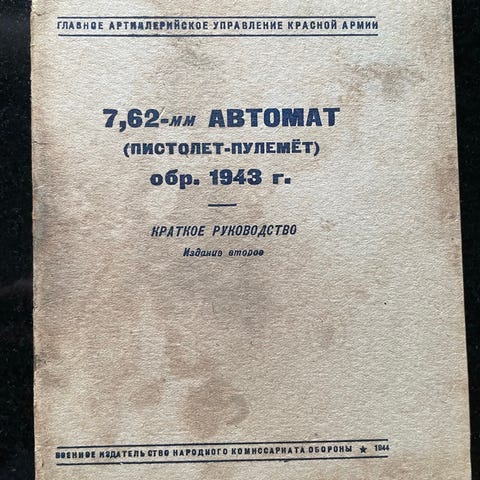 ГЛАВНОЕ АРТИЛЛЕРИЙСКОЕ УПРАВЛЕНИЕ КРАСНОЙ АРМИИ
7,62-мм АВТОМАТ
(ПИСТОЛЕТ-ПУЛЕМЁТ)
обр. 1943 г.
КРАТКОЕ РУКОВОДСТВО
Издание второе
ВОЕННОЕ ИЗДАТЕЛЬСТВО НАРОДНОГО КОМИССАРИАТА ОБОРОНЫ ★ 1944